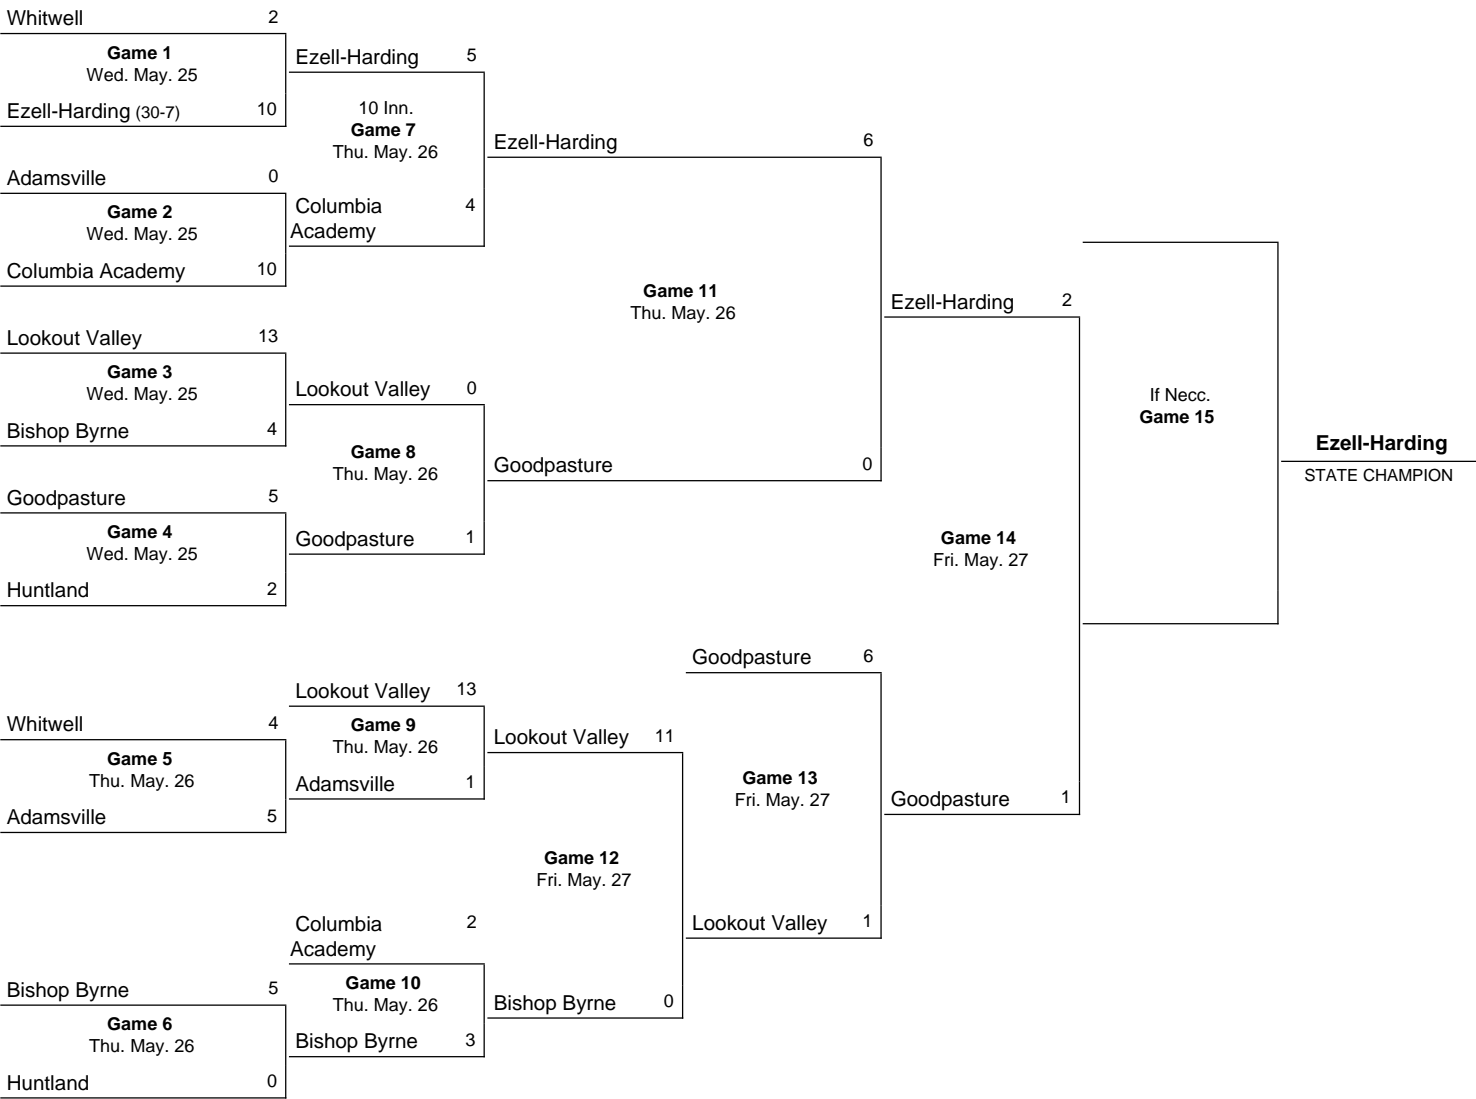 Whitwell 2
Game 1
Wed. May. 25
Ezell-Harding (30-7) 10
Adamsville 0
Game 2
Wed. May. 25
Columbia Academy 10
Lookout Valley 13
Game 3
Wed. May. 25
Bishop Byrne 4
Goodpasture 5
Game 4
Wed. May. 25
Huntland 2
Whitwell 4
Game 5
Thu. May. 26
Adamsville 5
Bishop Byrne 5
Game 6
Thu. May. 26
Huntland 0
Ezell-Harding 5
10 Inn.
Game 7
Thu. May. 26
Columbia 4
Academy
Lookout Valley 0
Game 8
Thu. May. 26
Goodpasture 1
Lookout Valley 13
Game 9
Thu. May. 26
Adamsville 1
Columbia 2
Academy
Game 10
Thu. May. 26
Bishop Byrne 3
Ezell-Harding 6
Game 11
Thu. May. 26
Goodpasture 0
Lookout Valley 11
Game 12
Fri. May. 27
Bishop Byrne 0
Goodpasture 6
Game 13
Fri. May. 27
Lookout Valley 1
Ezell-Harding 2
Game 14
Fri. May. 27
Goodpasture 1
If Necc.
Game 15
Ezell-Harding
STATE CHAMPION